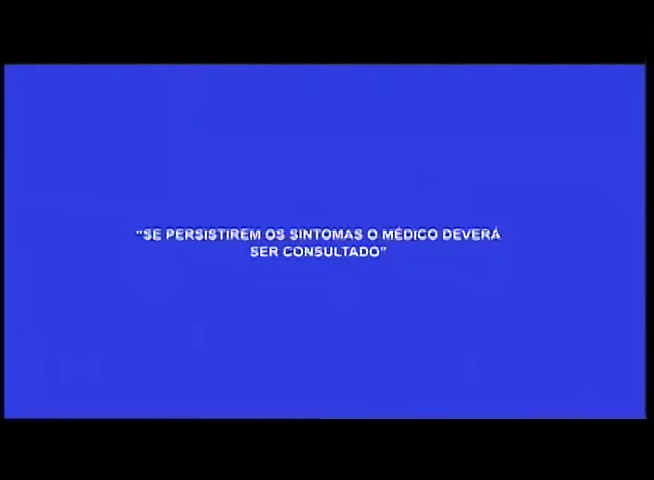 "SE PERSISTIREM OS SINTOMAS O MÉDICO DEVERÁ
SER CONSULTADO"